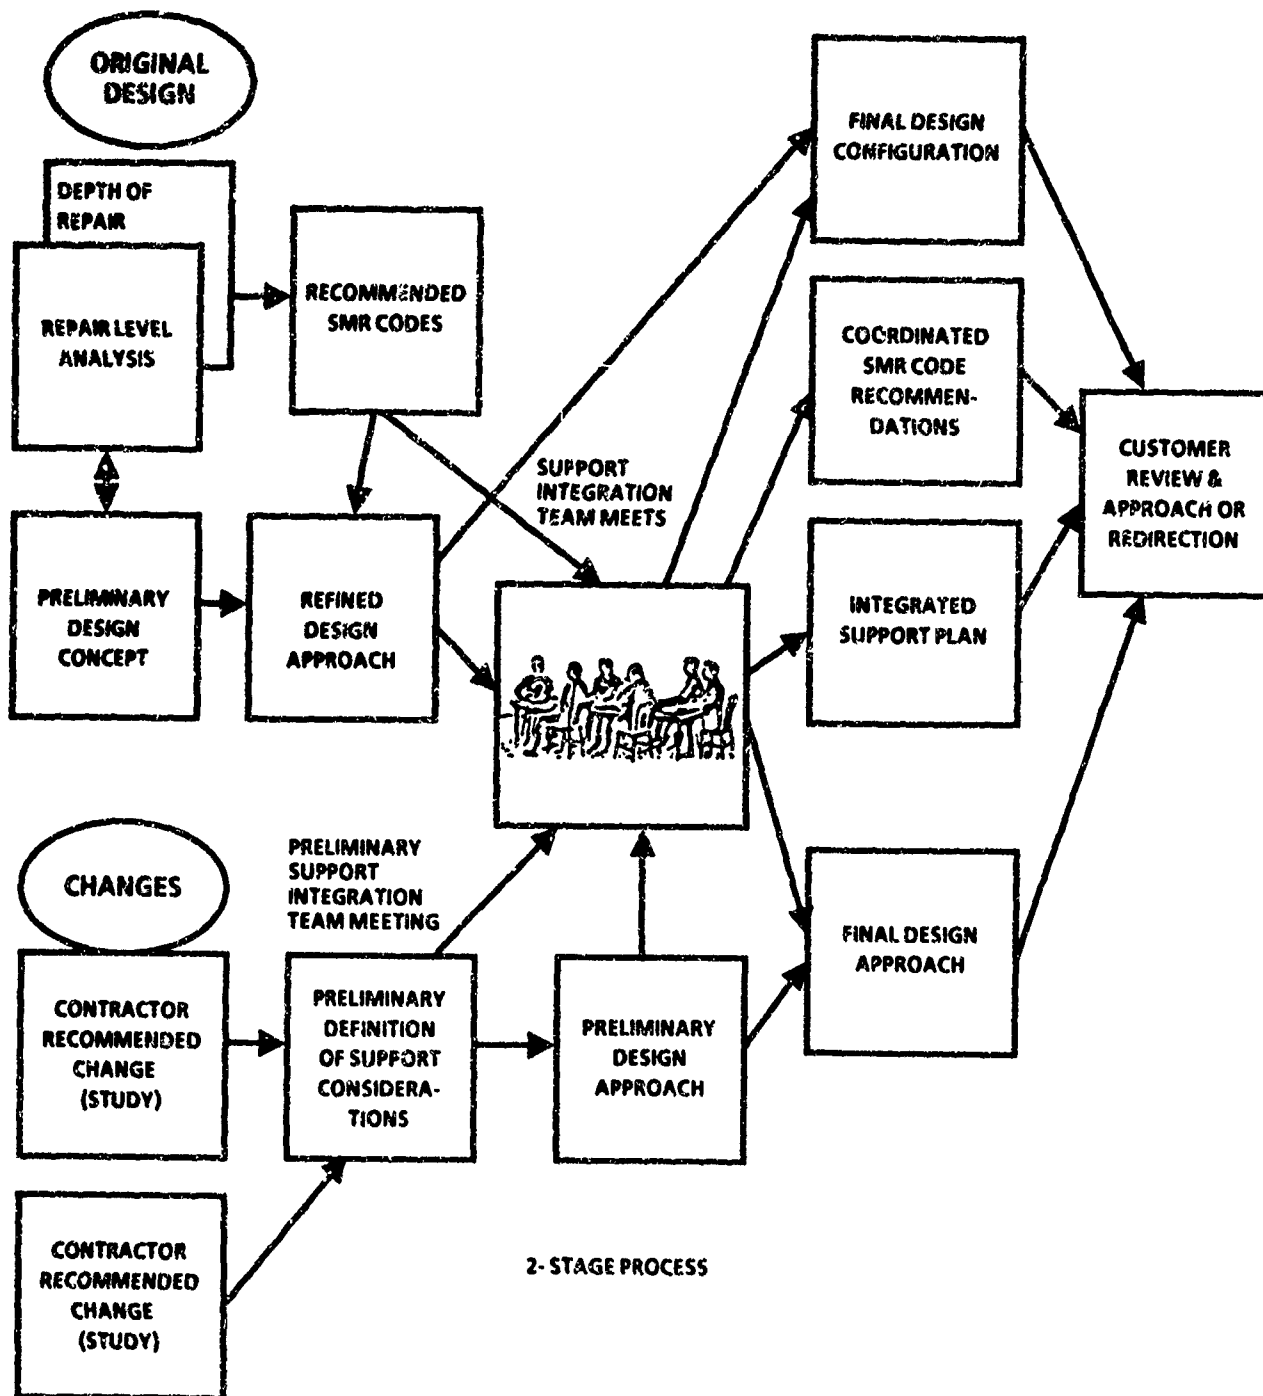 ORIGINAL
DESIGN
DEPTH OF
REPAIR
REPAIR LEVEL
ANALYSIS
RECOMMENDED
SMR CODES
PRELIMINARY
DESIGN
CONCEPT
REFINED
DESIGN
APPROACH
SUPPORT
INTEGRATION
TEAM MEETS
FINAL DESIGN
CONFIGURATION
COORDINATED
SMR CODE
RECOMMEN-
DATIONS
INTEGRATED
SUPPORT PLAN
CUSTOMER
REVIEW &
APPROACH OR
REDIRECTION
CHANGES
CONTRACTOR
RECOMMENDED
CHANGE
(STUDY)
PRELIMINARY
SUPPORT
INTEGRATION
TEAM MEETING
PRELIMINARY
DEFINITION
OF SUPPORT
CONSIDERA-
TIONS
PRELIMINARY
DESIGN
APPROACH
FINAL DESIGN
APPROACH
CONTRACTOR
RECOMMENDED
CHANGE
(STUDY)
2- STAGE PROCESS